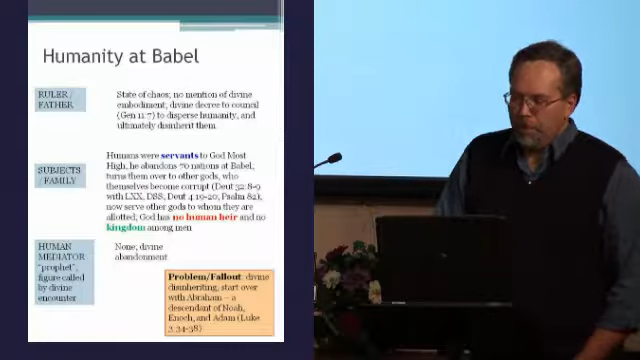 Humanity at Babel
RULER /
FATHER
State of chaos; no mention of divine
embodiment; divine decree to council
(Gen 11:7) to disperse humanity, and
ultimately disinherit them.
SUBJECTS
/ FAMILY
Humans were servants to God Most
High, he abandons 70 nations at Babel,
turns them over to other gods, who
themselves become corrupt (Deut 32:8-9
with LXX, DSS; Deut 4:19-20, Psalm 82),
now serve other gods to whom they are
allotted; God has no human heir and no
kingdom among men
HUMAN
MEDIATOR
"prophet",
figure called
by divine
encounter
None; divine
abandonment
Problem/Fallout: divine
disinheriting; start over
with Abraham – a
descendant of Noah,
Enoch, and Adam (Luke
3:34-38)